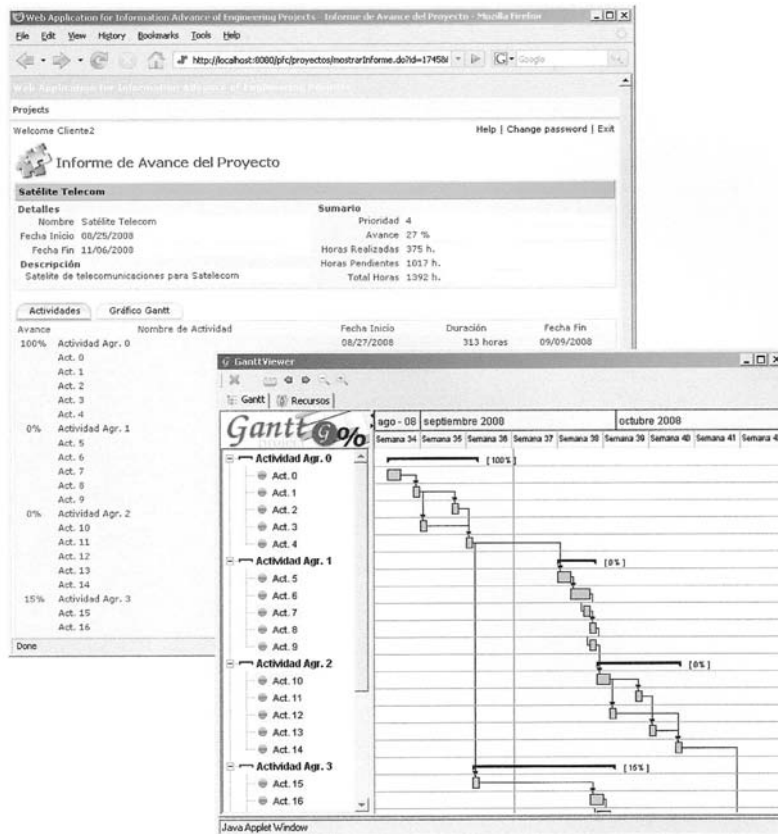 Web Application for Information Advance of Engineering Projects - Informe de Avance del Proyecto - Mozilla Firefox
File Edit View History Bookmarks Tools Help
http://localhost:8080/pfc/proyectos/mostrarInforme.do?id=17458
G Google
Web Application for Information Advance of Engineering Projects
Projects
Welcome Cliente2
Help | Change password | Exit
Informe de Avance del Proyecto
Satélite Telecom
Detalles
Nombre Satélite Telecom
Fecha Inicio 08/25/2008
Fecha Fin 11/06/2008
Descripción
Satelite de telecomunicaciones para Satelecom
Sumario
Prioridad 4
Avance 27 %
Horas Realizadas 375 h.
Horas Pendientes 1017 h.
Total Horas 1392 h.
Actividades Gráfico Gantt
Avance Nombre de Actividad Fecha Inicio Duración Fecha Fin
100% Actividad Agr. 0 08/27/2008 313 horas 09/09/2008
Act. 0
Act. 1
Act. 2
Act. 3
Act. 4
0% Actividad Agr. 1
Act. 5
Act. 6
Act. 7
Act. 8
Act. 9
0% Actividad Agr. 2
Act. 10
Act. 11
Act. 12
Act. 13
Act. 14
15% Actividad Agr. 3
Act. 15
Act. 16
Done
GanttViewer
Gantt Recursos
Gantt G%
ago - 08 septiembre 2008 octubre 2008
Semana 34 Semana 35 Semana 36 Semana 37 Semana 38 Semana 39 Semana 40 Semana 41 Semana 4
Actividad Agr. 0 [100%]
Act. 0
Act. 1
Act. 2
Act. 3
Act. 4
Actividad Agr. 1 [0%]
Act. 5
Act. 6
Act. 7
Act. 8
Act. 9
Actividad Agr. 2 [0%]
Act. 10
Act. 11
Act. 12
Act. 13
Act. 14
Actividad Agr. 3 [15%]
Act. 15
Act. 16
Java Applet Window